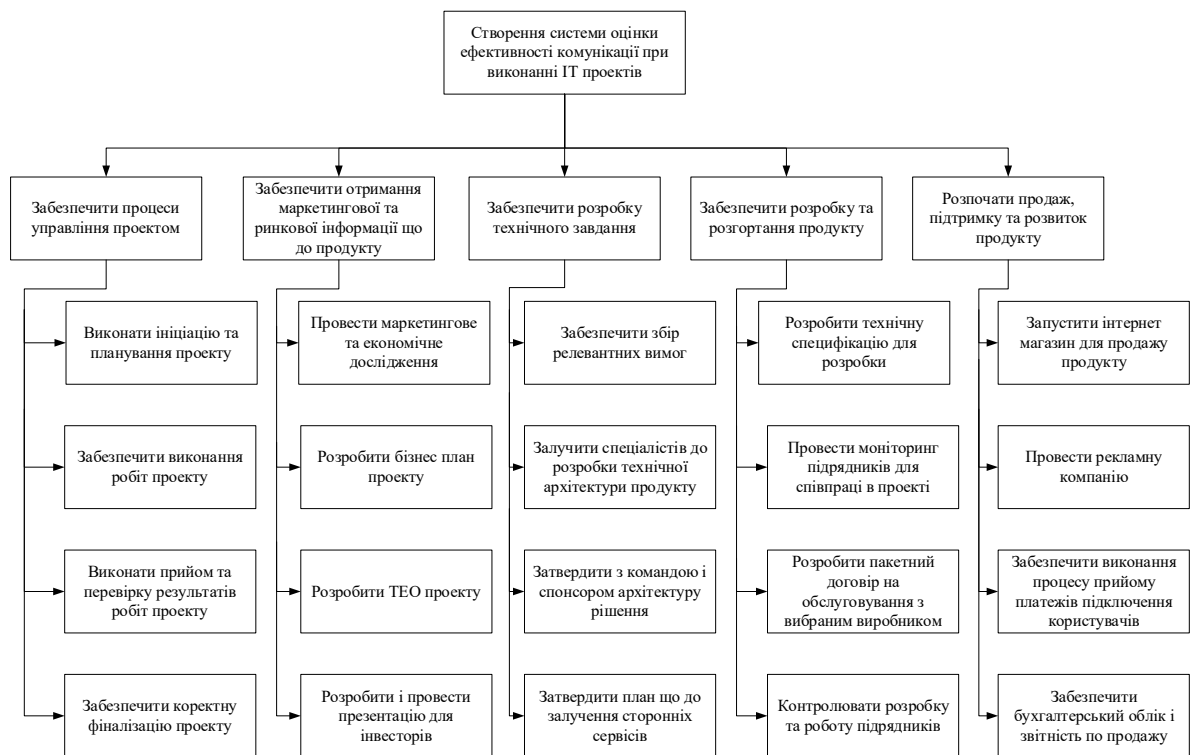 Створення системи оцінки
ефективності комунікації при
виконанні ІТ проектів
Забезпечити процеси
управління проектом
Забезпечити отримання
маркетингової та
ринкової інформації що
до продукту
Забезпечити розробку
технічного завдання
Забезпечити розробку та
розгортання продукту
Розпочати продаж,
підтримку та розвиток
продукту
Виконати ініціацію та
планування проекту
Провести маркетингове
та економічне
дослідження
Забезпечити збір
релевантних вимог
Розробити технічну
специфікацію для
розробки
Запустити інтернет
магазин для продажу
продукту
Забезпечити виконання
робіт проекту
Розробити бізнес план
проекту
Залучити спеціалістів до
розробки технічної
архітектури продукту
Провести моніторинг
підрядників для
співпраці в проекті
Провести рекламну
компанію
Виконати прийом та
перевірку результатів
робіт проекту
Розробити ТЕО проекту
Затвердити з командою і
спонсором архітектуру
рішення
Розробити пакетний
договір на
обслуговування з
вибраним виробником
Забезпечити виконання
процесу прийому
платежів підключення
користувачів
Забезпечити коректну
фіналізацію проекту
Розробити і провести
презентацію для
інвесторів
Затвердити план що до
залучення сторонніх
сервісів
Контролювати розробку
та роботу підрядників
Забезпечити
бухгалтерський облік і
звітність по продажу